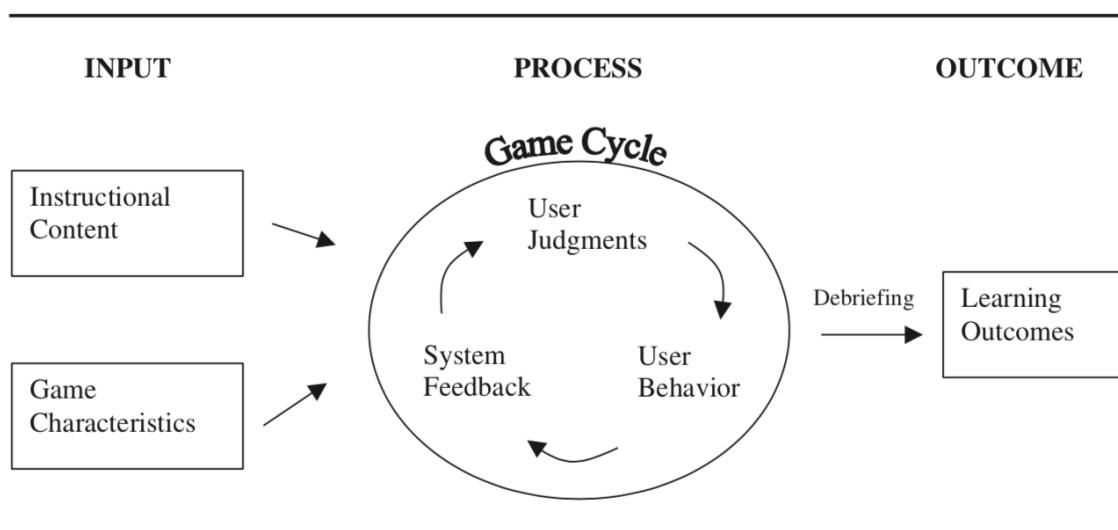 INPUT
PROCESS
OUTCOME
Game Cycle
Instructional
Content
Game
Characteristics
User
Judgments
System
Feedback
User
Behavior
Debriefing
Learning
Outcomes